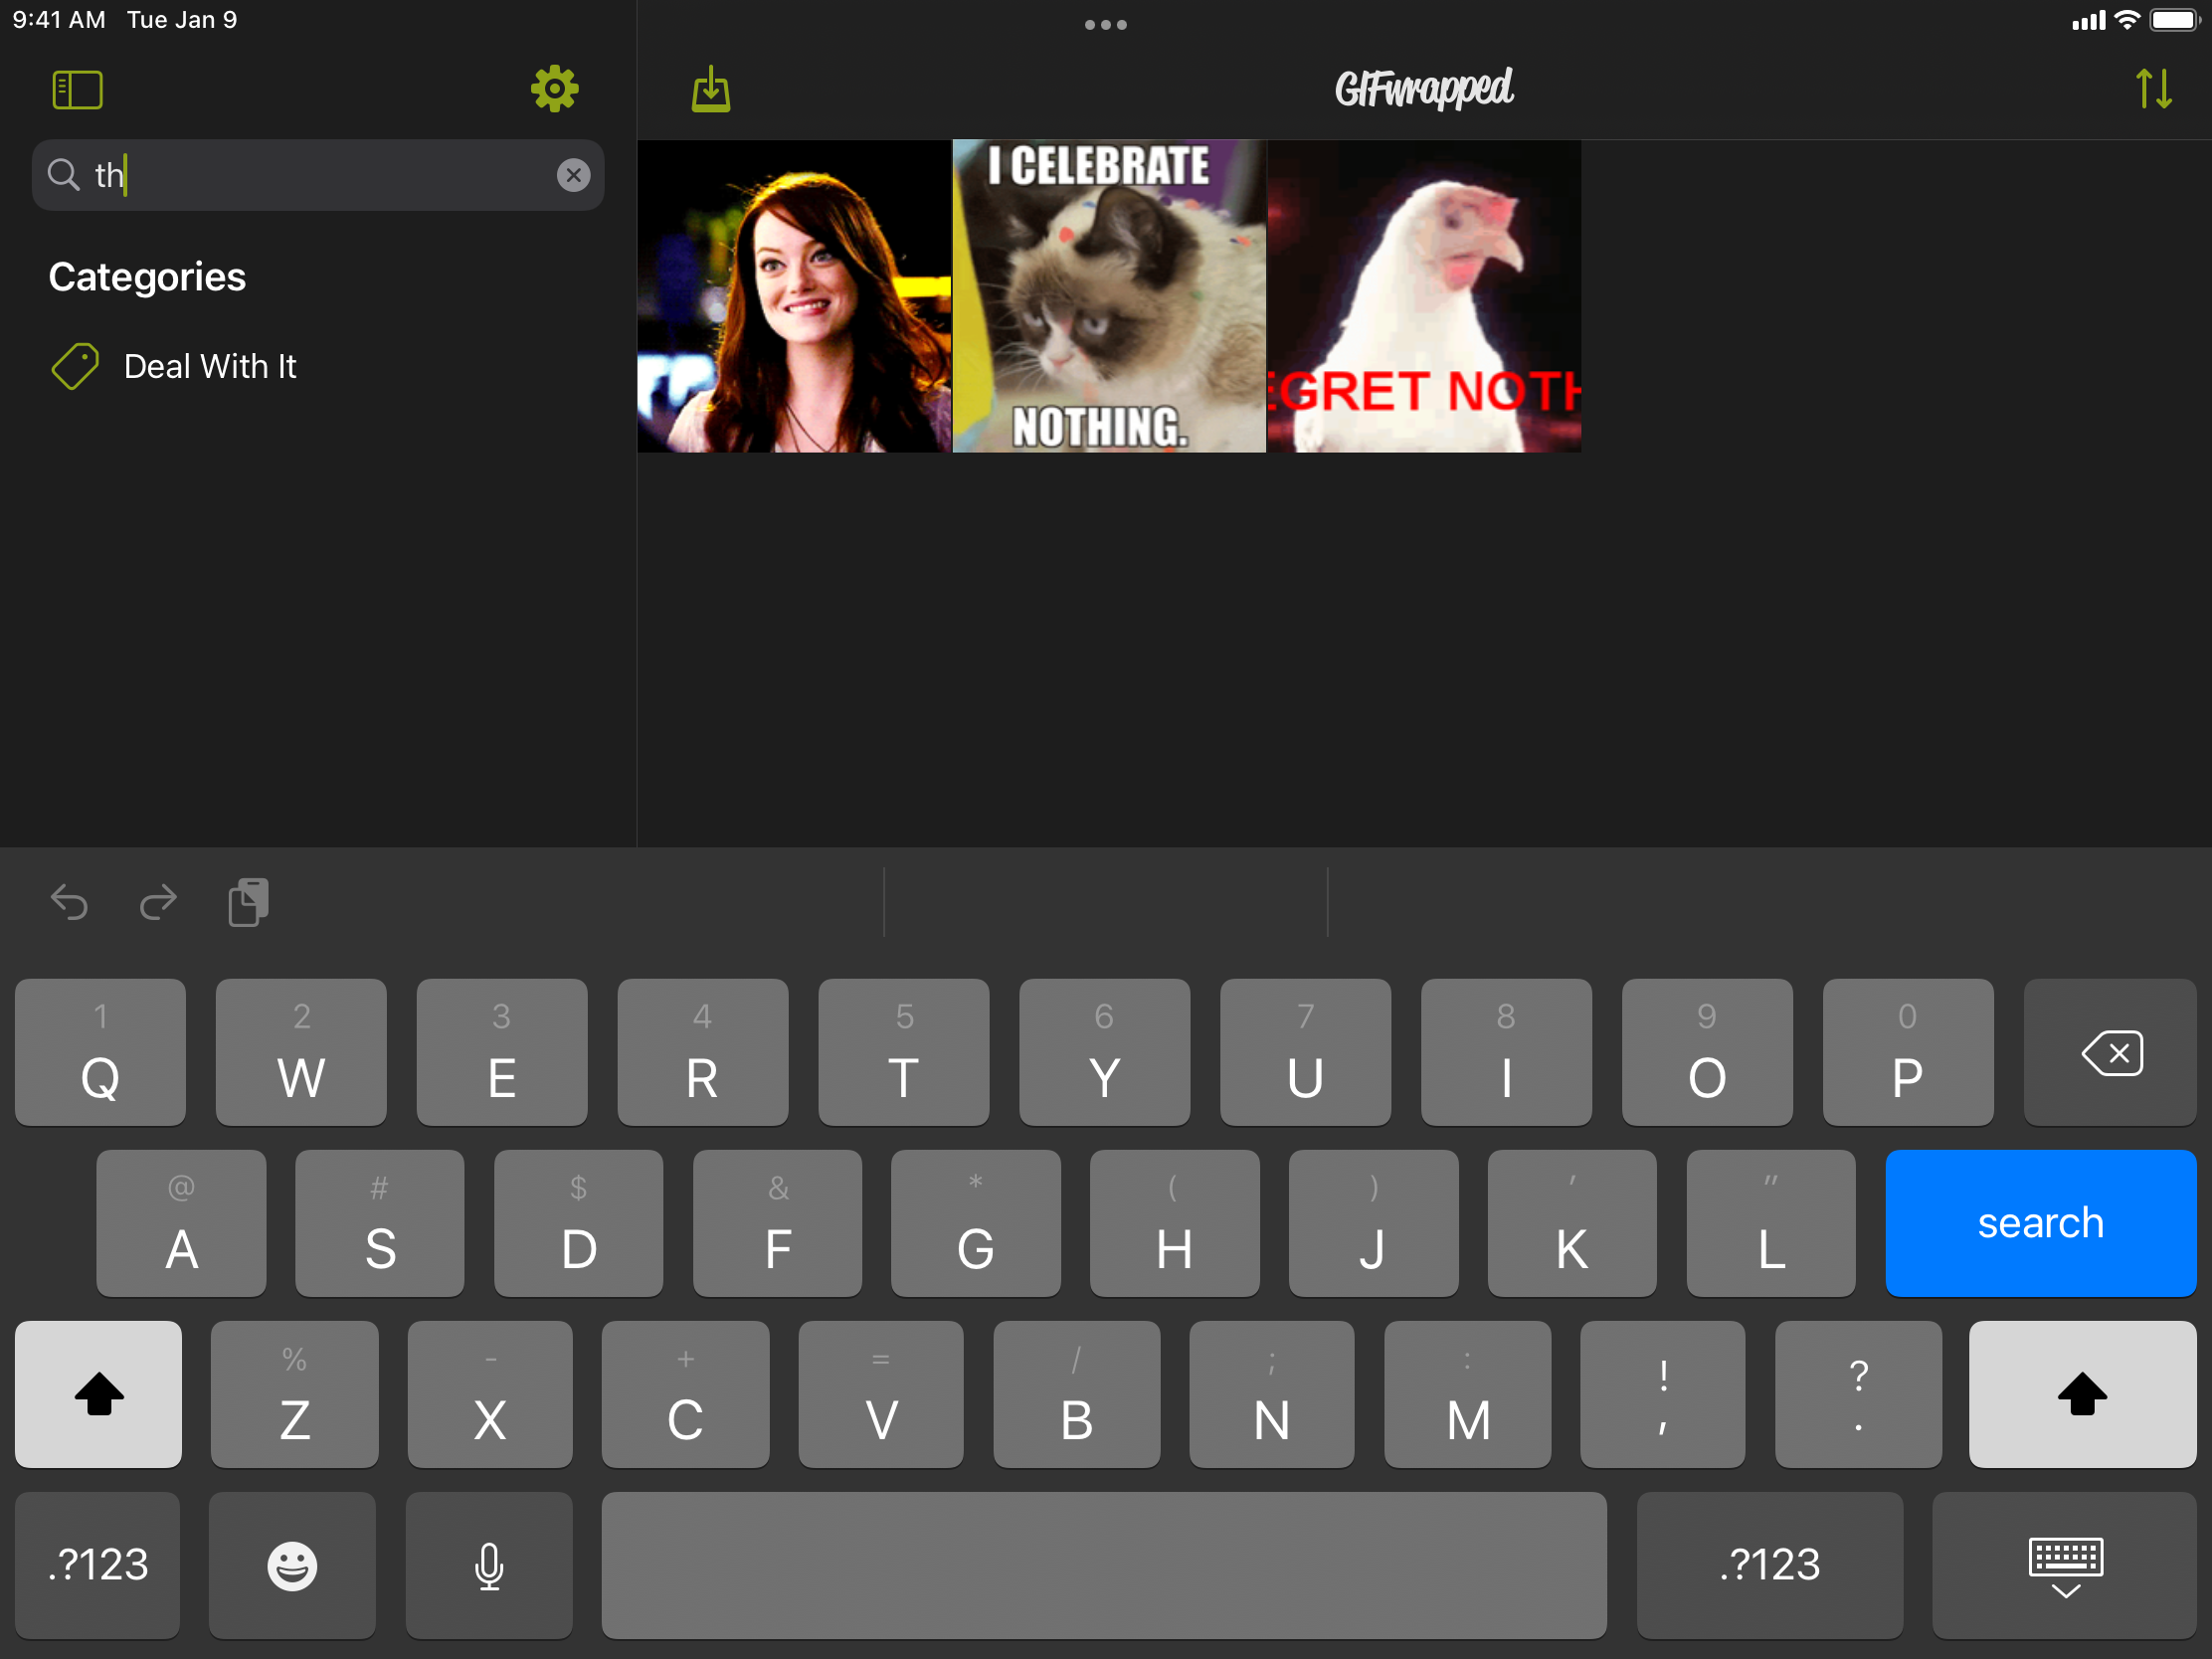 9:41 AM Tue Jan 9
GIFwrapped
th
Categories
Deal With It
I CELEBRATE
NOTHING.
EGRET NOTH
1 2 3 4 5 6 7 8 9 0
Q W E R T Y U I O P
@ # $ & * ( ) ' "
A S D F G H J K L search
% - + = / ; : ! ?
Z X C V B N M , .
.?123 .?123